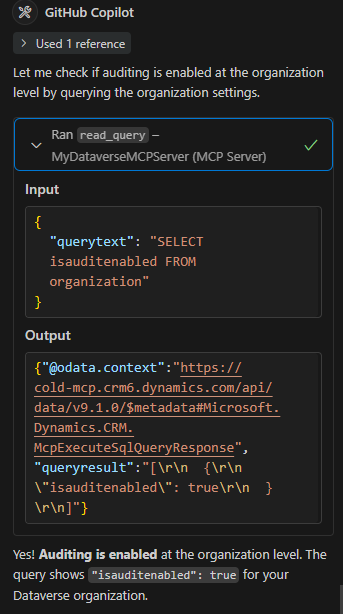 GitHub Copilot
Used 1 reference
Let me check if auditing is enabled at the organization
level by querying the organization settings.
Ran read_query –
MyDataverseMCPServer (MCP Server)
Input
{
"querytext": "SELECT
isauditenabled FROM
organization"
}
Output
{"@odata.context":"https://
cold-mcp.crm6.dynamics.com/api/
data/v9.1.0/$metadata#Microsoft.
Dynamics.CRM.
McpExecuteSqlQueryResponse",
"queryresult":"[\r\n  {\r\n
\"isauditenabled\": true\r\n  }
\r\n]"}
Yes! Auditing is enabled at the organization level. The
query shows "isauditenabled": true for your
Dataverse organization.